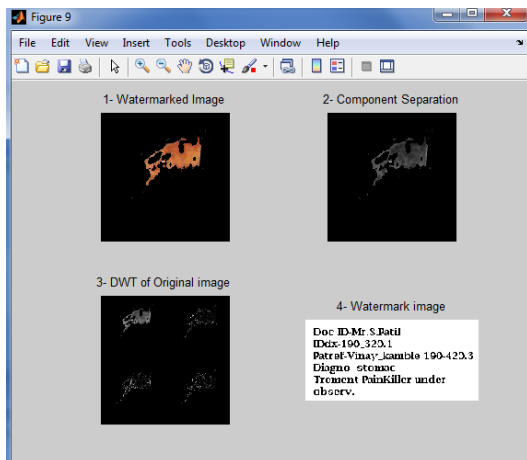 Figure 9
File Edit View Insert Tools Desktop Window Help
1- Watermarked Image
2- Component Separation
3- DWT of Original image
4- Watermark image
Doc ID-Mr.S.Patil
IDdx-190_320.1
Patref-Vinay_kamble 190-420.3
Diagno stomac
Trement PainKiller under
observ.